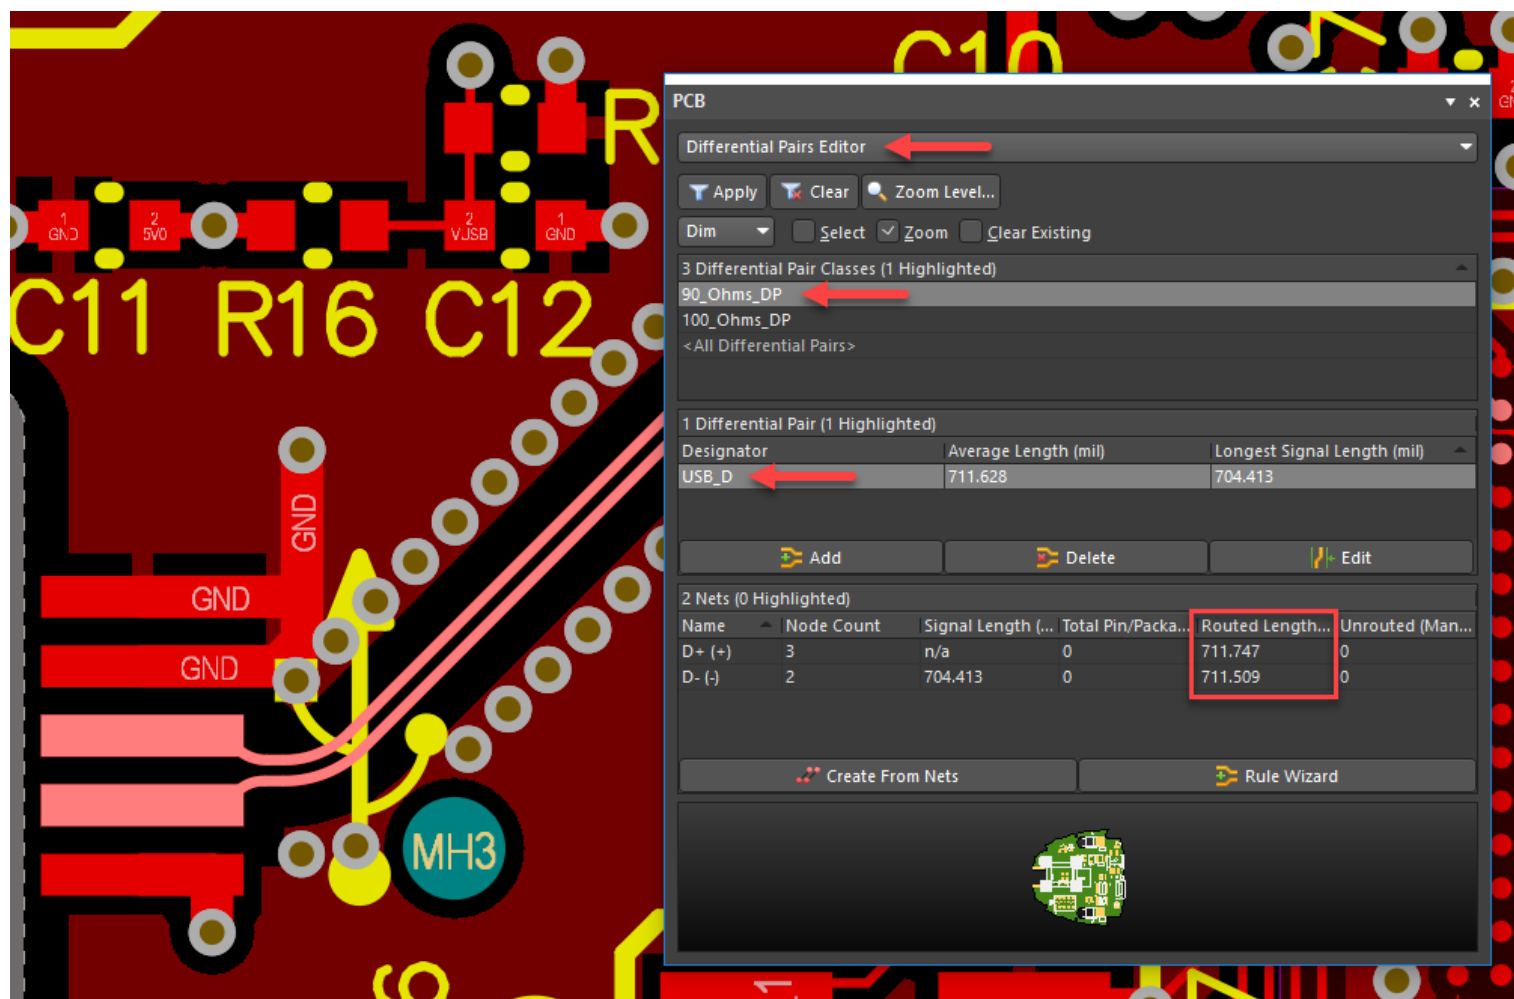 C10
R
PCB
Differential Pairs Editor
Apply Clear Zoom Level...
Dim Select Zoom Clear Existing
3 Differential Pair Classes (1 Highlighted)
90_Ohms_DP
100_Ohms_DP
<All Differential Pairs>
1 Differential Pair (1 Highlighted)
Designator Average Length (mil) Longest Signal Length (mil)
USB_D 711.628 704.413
Add Delete Edit
2 Nets (0 Highlighted)
Name Node Count Signal Length (... Total Pin/Packa... Routed Length... Unrouted (Man...
D+ (+) 3 n/a 0 711.747 0
D- (-) 2 704.413 0 711.509 0
Create From Nets Rule Wizard
1 2 2 1
GND 5V0 VUSB GND
C11 R16 C12
GND
GND
GND
MH3